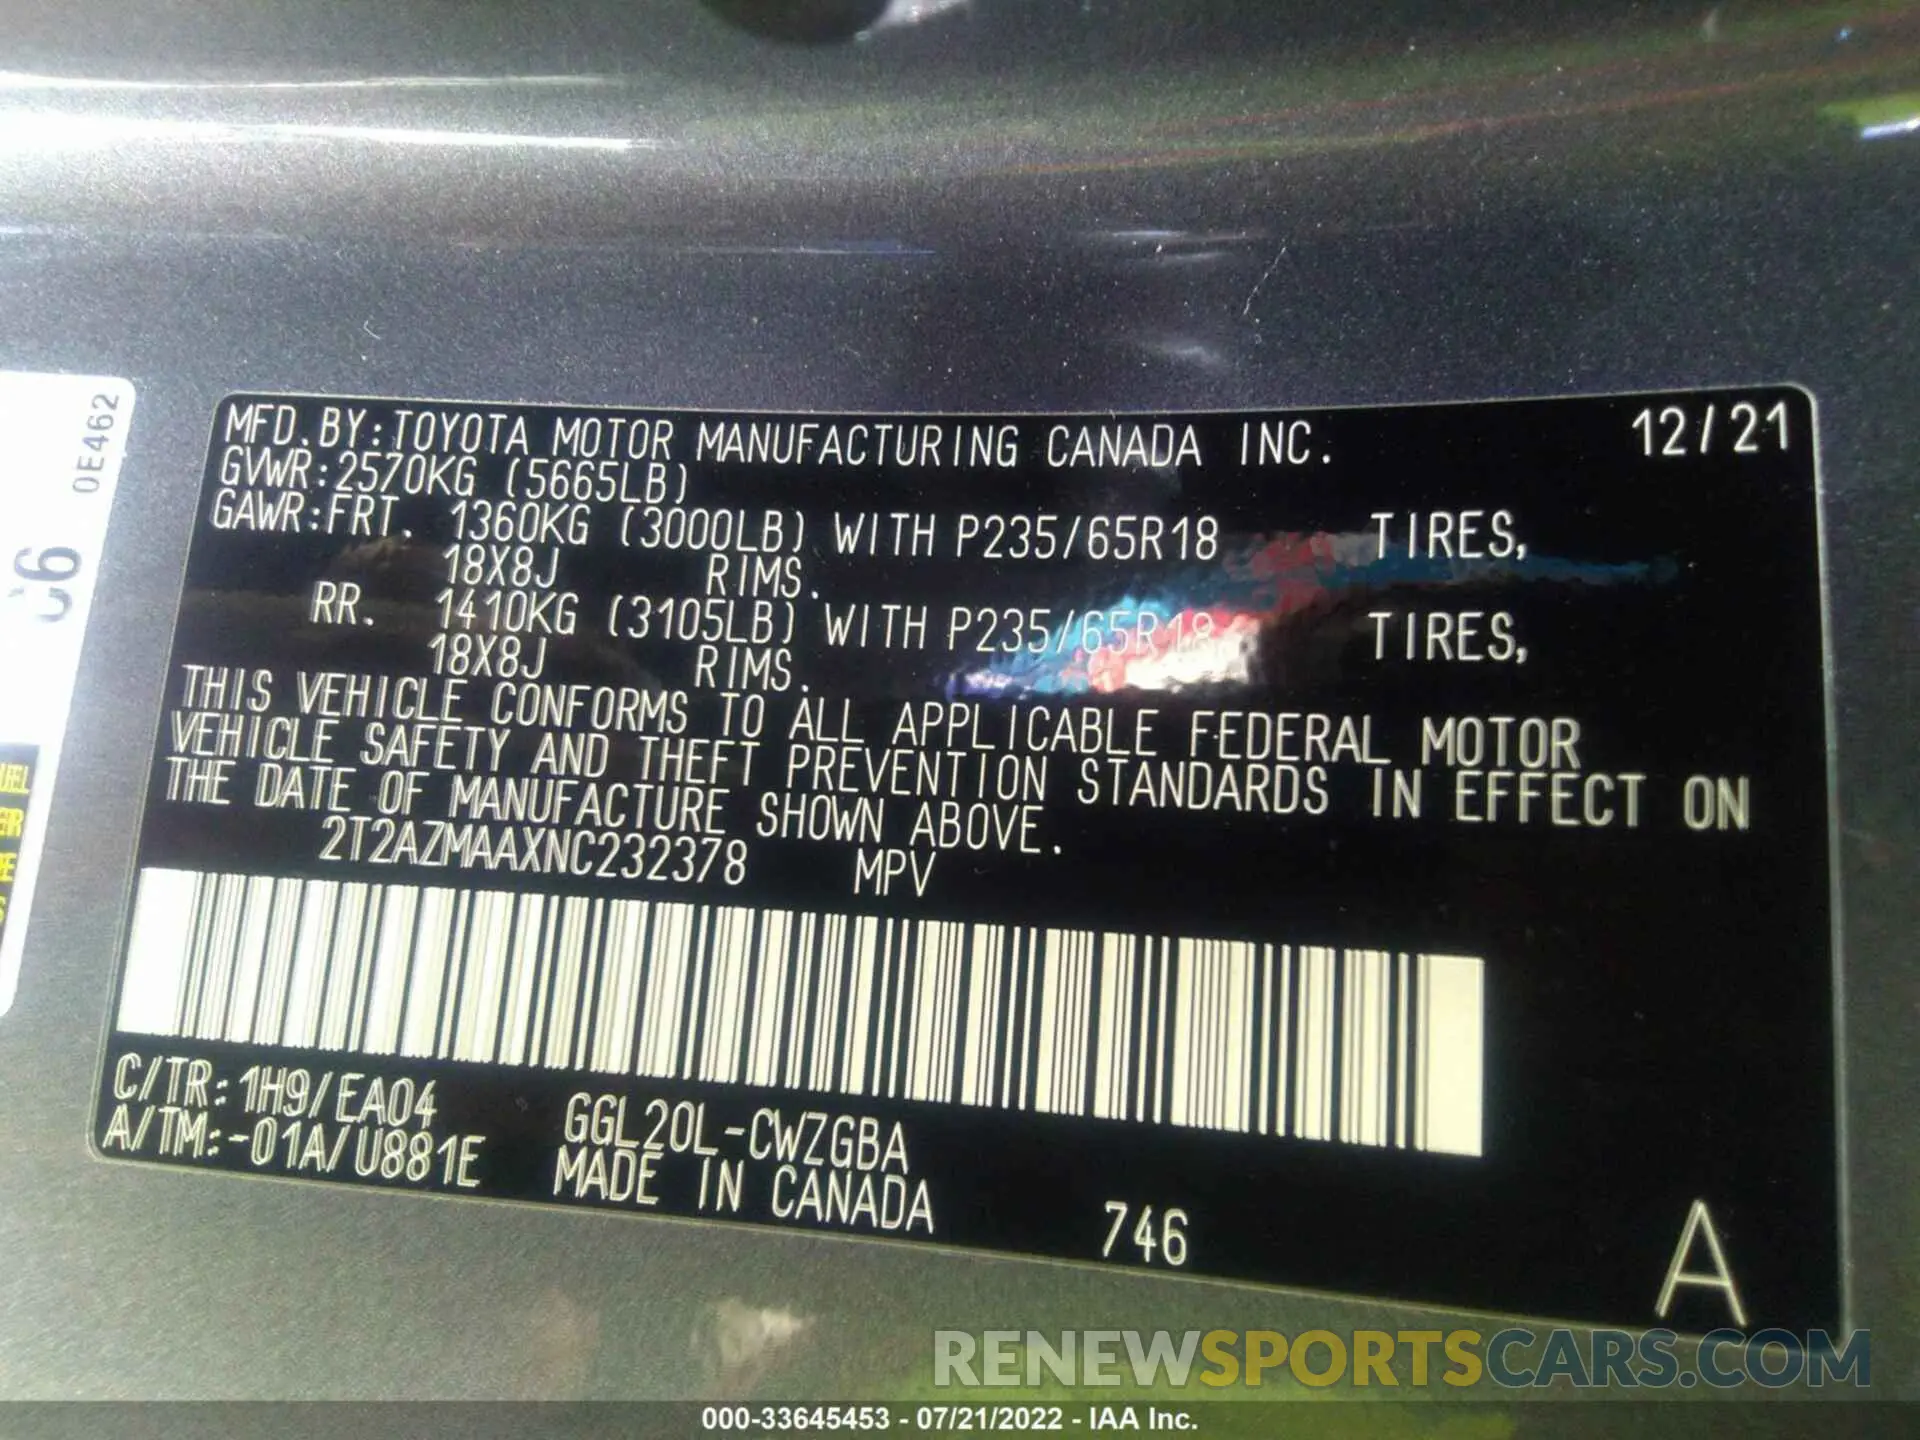 0E462
MFD.BY:TOYOTA MOTOR MANUFACTURING CANADA INC. 12/21
GVWR:2570KG (5665LB)
GAWR:FRT. 1360KG (3000LB) WITH P235/65R18 TIRES,
18X8J RIMS.
RR. 1410KG (3105LB) WITH P235/65R18 TIRES,
18X8J RIMS.
THIS VEHICLE CONFORMS TO ALL APPLICABLE FEDERAL MOTOR
VEHICLE SAFETY AND THEFT PREVENTION STANDARDS IN EFFECT ON
THE DATE OF MANUFACTURE SHOWN ABOVE.
2T2AZMAAXNC232378 MPV
C/TR:1H9/EA04 GGL20L-CWZGBA
A/TM:-01A/U881E MADE IN CANADA 746 A
RENEWSPORTSCARS.COM
000-33645453 - 07/21/2022 - IAA Inc.